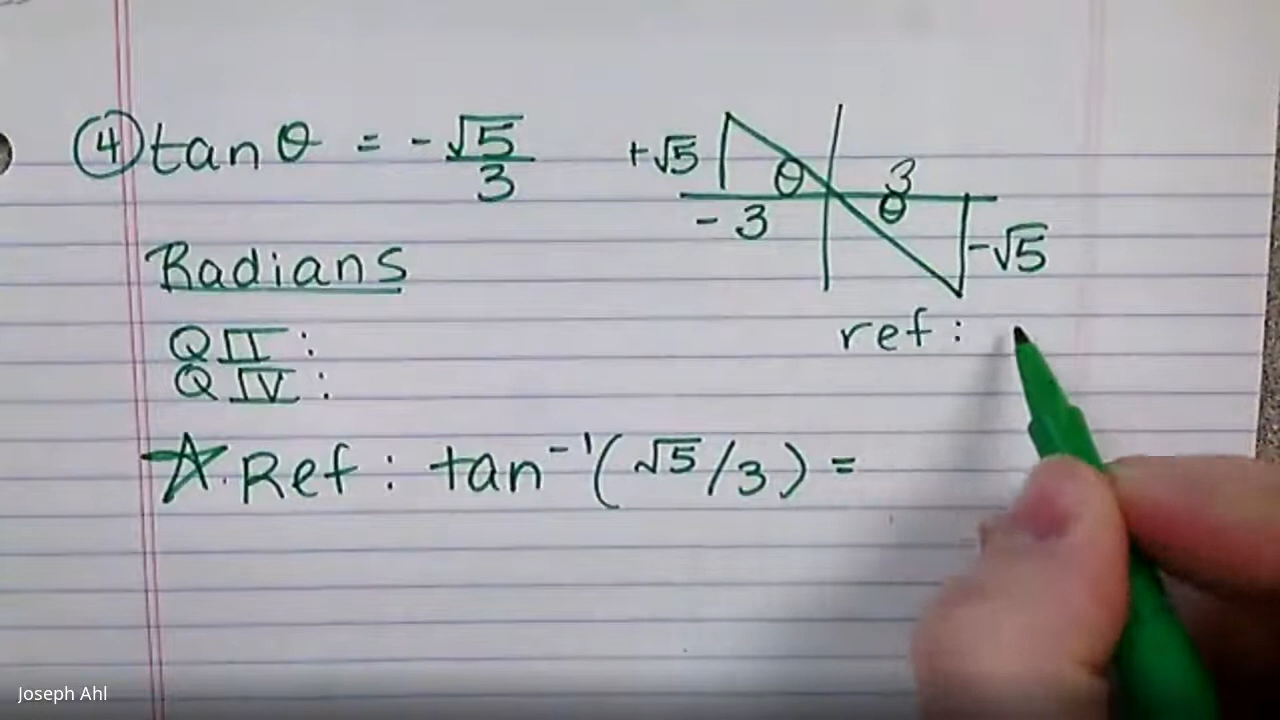 ④ tan θ = - √5/3
+√5
θ
3
θ
- 3
-√5
Radians
ref:
Q II :
Q IV :
☆ Ref : tan⁻¹(√5/3) =
Joseph Ahl